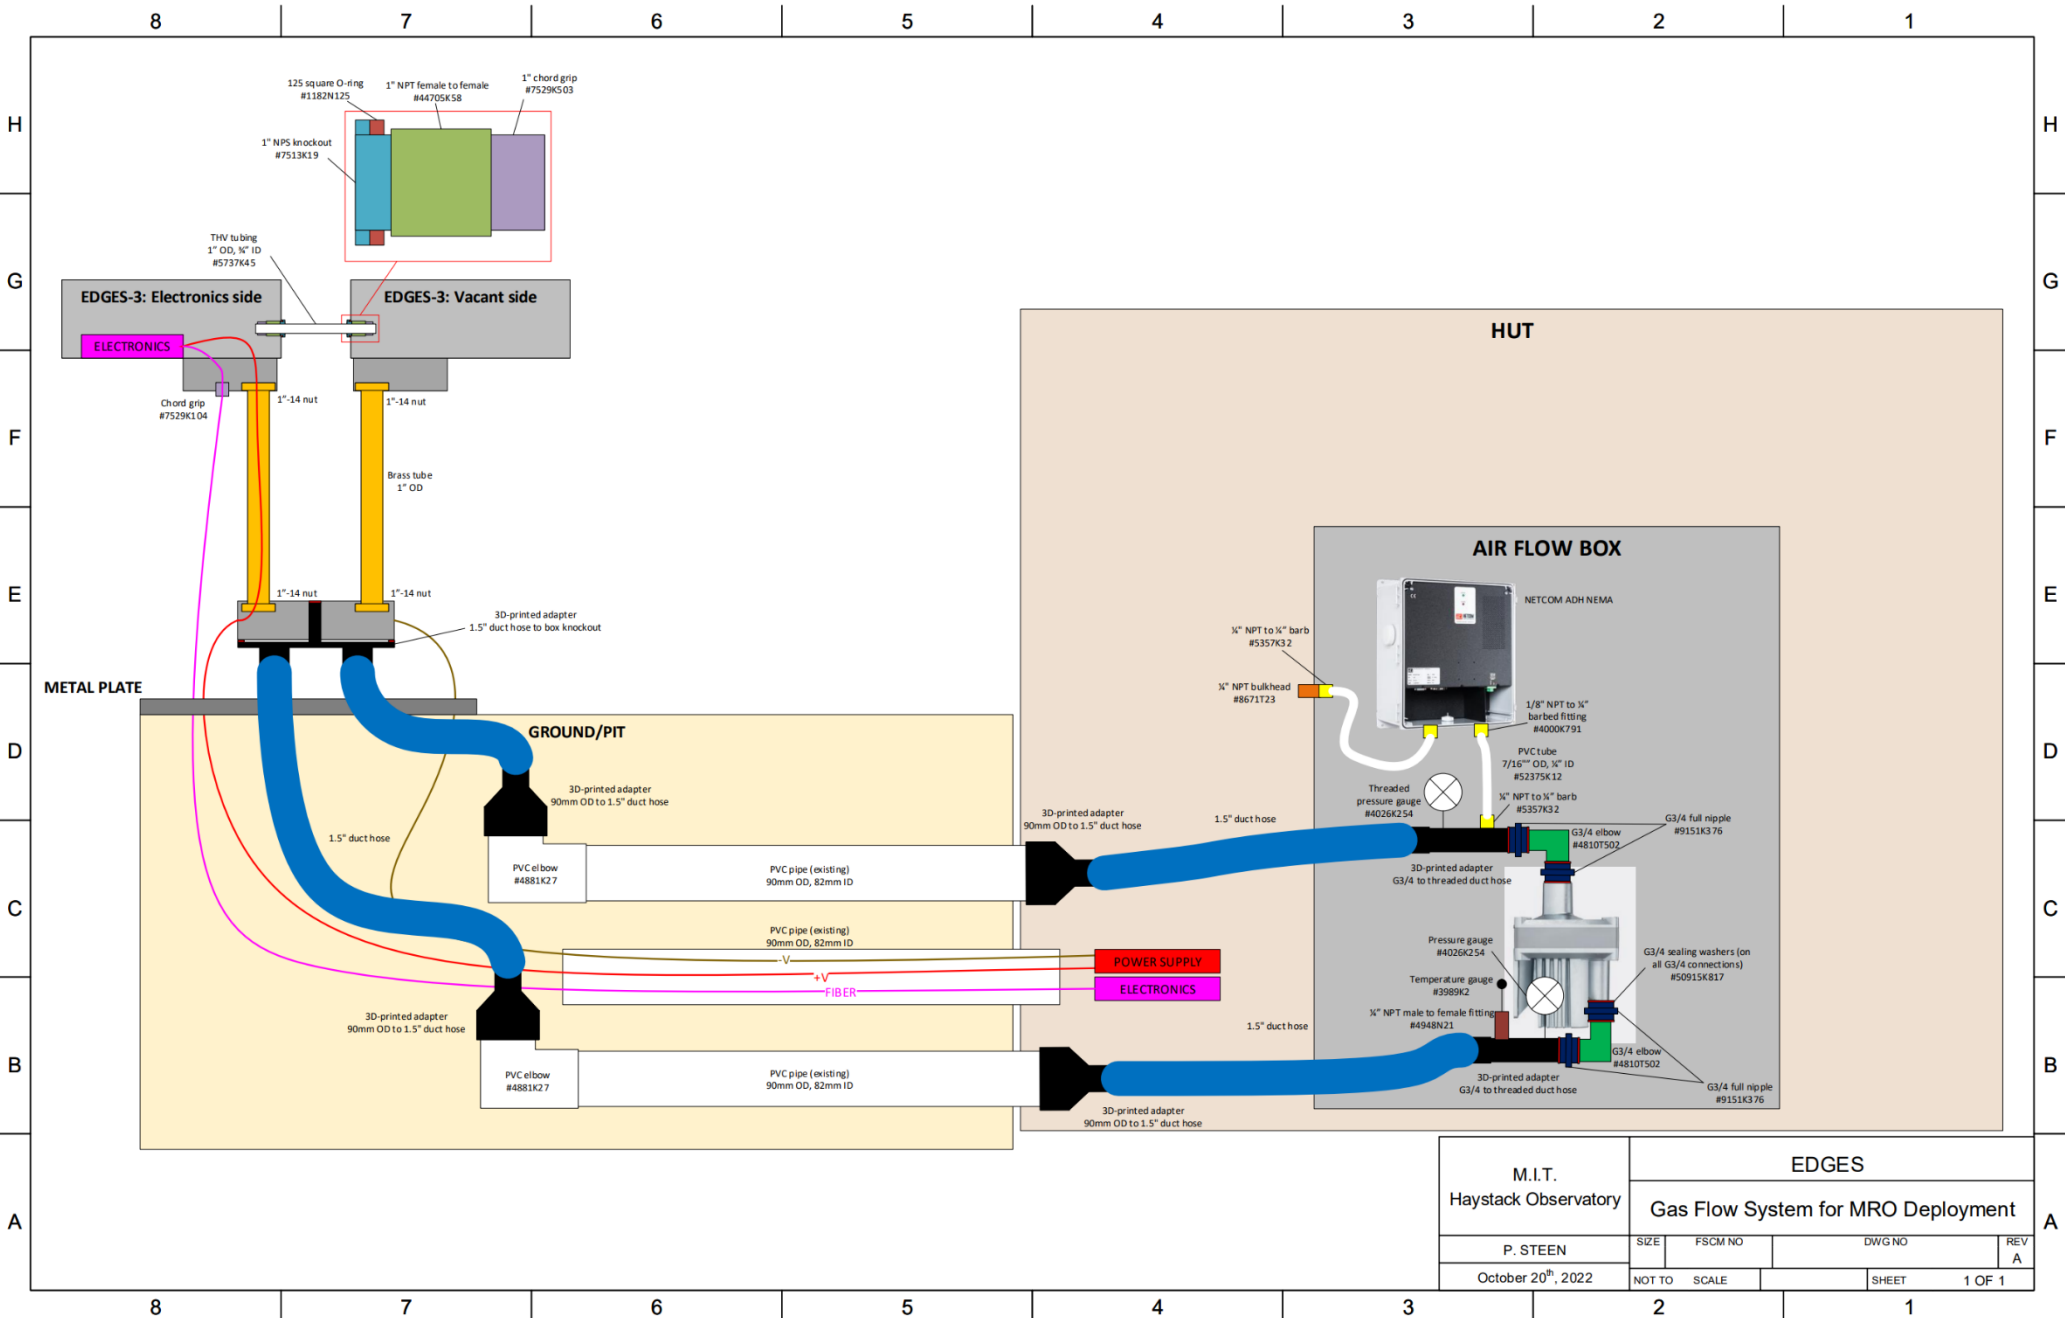 8 7 6 5 4 3 2 1
H H
G G
F F
E E
D D
C C
B B
A A
125 square O-ring
#1182N125
1" NPT female to female
#44705K58
1" chord grip
#7529K503
1" NPS knockout
#7513K19
THV tubing
1" OD, ¾" ID
#5737K45
EDGES-3: Electronics side
EDGES-3: Vacant side
ELECTRONICS
Chord grip
#7529K104
1"-14 nut
1"-14 nut
Brass tube
1" OD
1"-14 nut
1"-14 nut
3D-printed adapter
1.5" duct hose to box knockout
METAL PLATE
GROUND/PIT
3D-printed adapter
90mm OD to 1.5" duct hose
1.5" duct hose
PVC elbow
#4881K27
PVC pipe (existing)
90mm OD, 82mm ID
PVC pipe (existing)
90mm OD, 82mm ID
-V
+V
FIBER
3D-printed adapter
90mm OD to 1.5" duct hose
PVC elbow
#4881K27
PVC pipe (existing)
90mm OD, 82mm ID
HUT
AIR FLOW BOX
NETCOM ADH NEMA
¼" NPT to ¼" barb
#5357K32
¼" NPT bulkhead
#8671T23
1/8" NPT to ¼"
barbed fitting
#4000K791
PVC tube
7/16"" OD, ¼" ID
#52375K12
Threaded
pressure gauge
#4026K254
¼" NPT to ¼" barb
#5357K32
3D-printed adapter
90mm OD to 1.5" duct hose
1.5" duct hose
G3/4 full nipple
#9151K376
G3/4 elbow
#4810T502
3D-printed adapter
G3/4 to threaded duct hose
POWER SUPPLY
ELECTRONICS
Pressure gauge
#4026K254
G3/4 sealing washers (on
all G3/4 connections)
#50915K817
Temperature gauge
#3989K2
¼" NPT male to female fitting
#4948N21
1.5" duct hose
G3/4 elbow
#4810T502
3D-printed adapter
G3/4 to threaded duct hose
G3/4 full nipple
#9151K376
3D-printed adapter
90mm OD to 1.5" duct hose
M.I.T.
Haystack Observatory
EDGES
Gas Flow System for MRO Deployment
P. STEEN
October 20th, 2022
SIZE FSCM NO DWG NO REV
A
NOT TO SCALE SHEET 1 OF 1
8 7 6 5 4 3 2 1